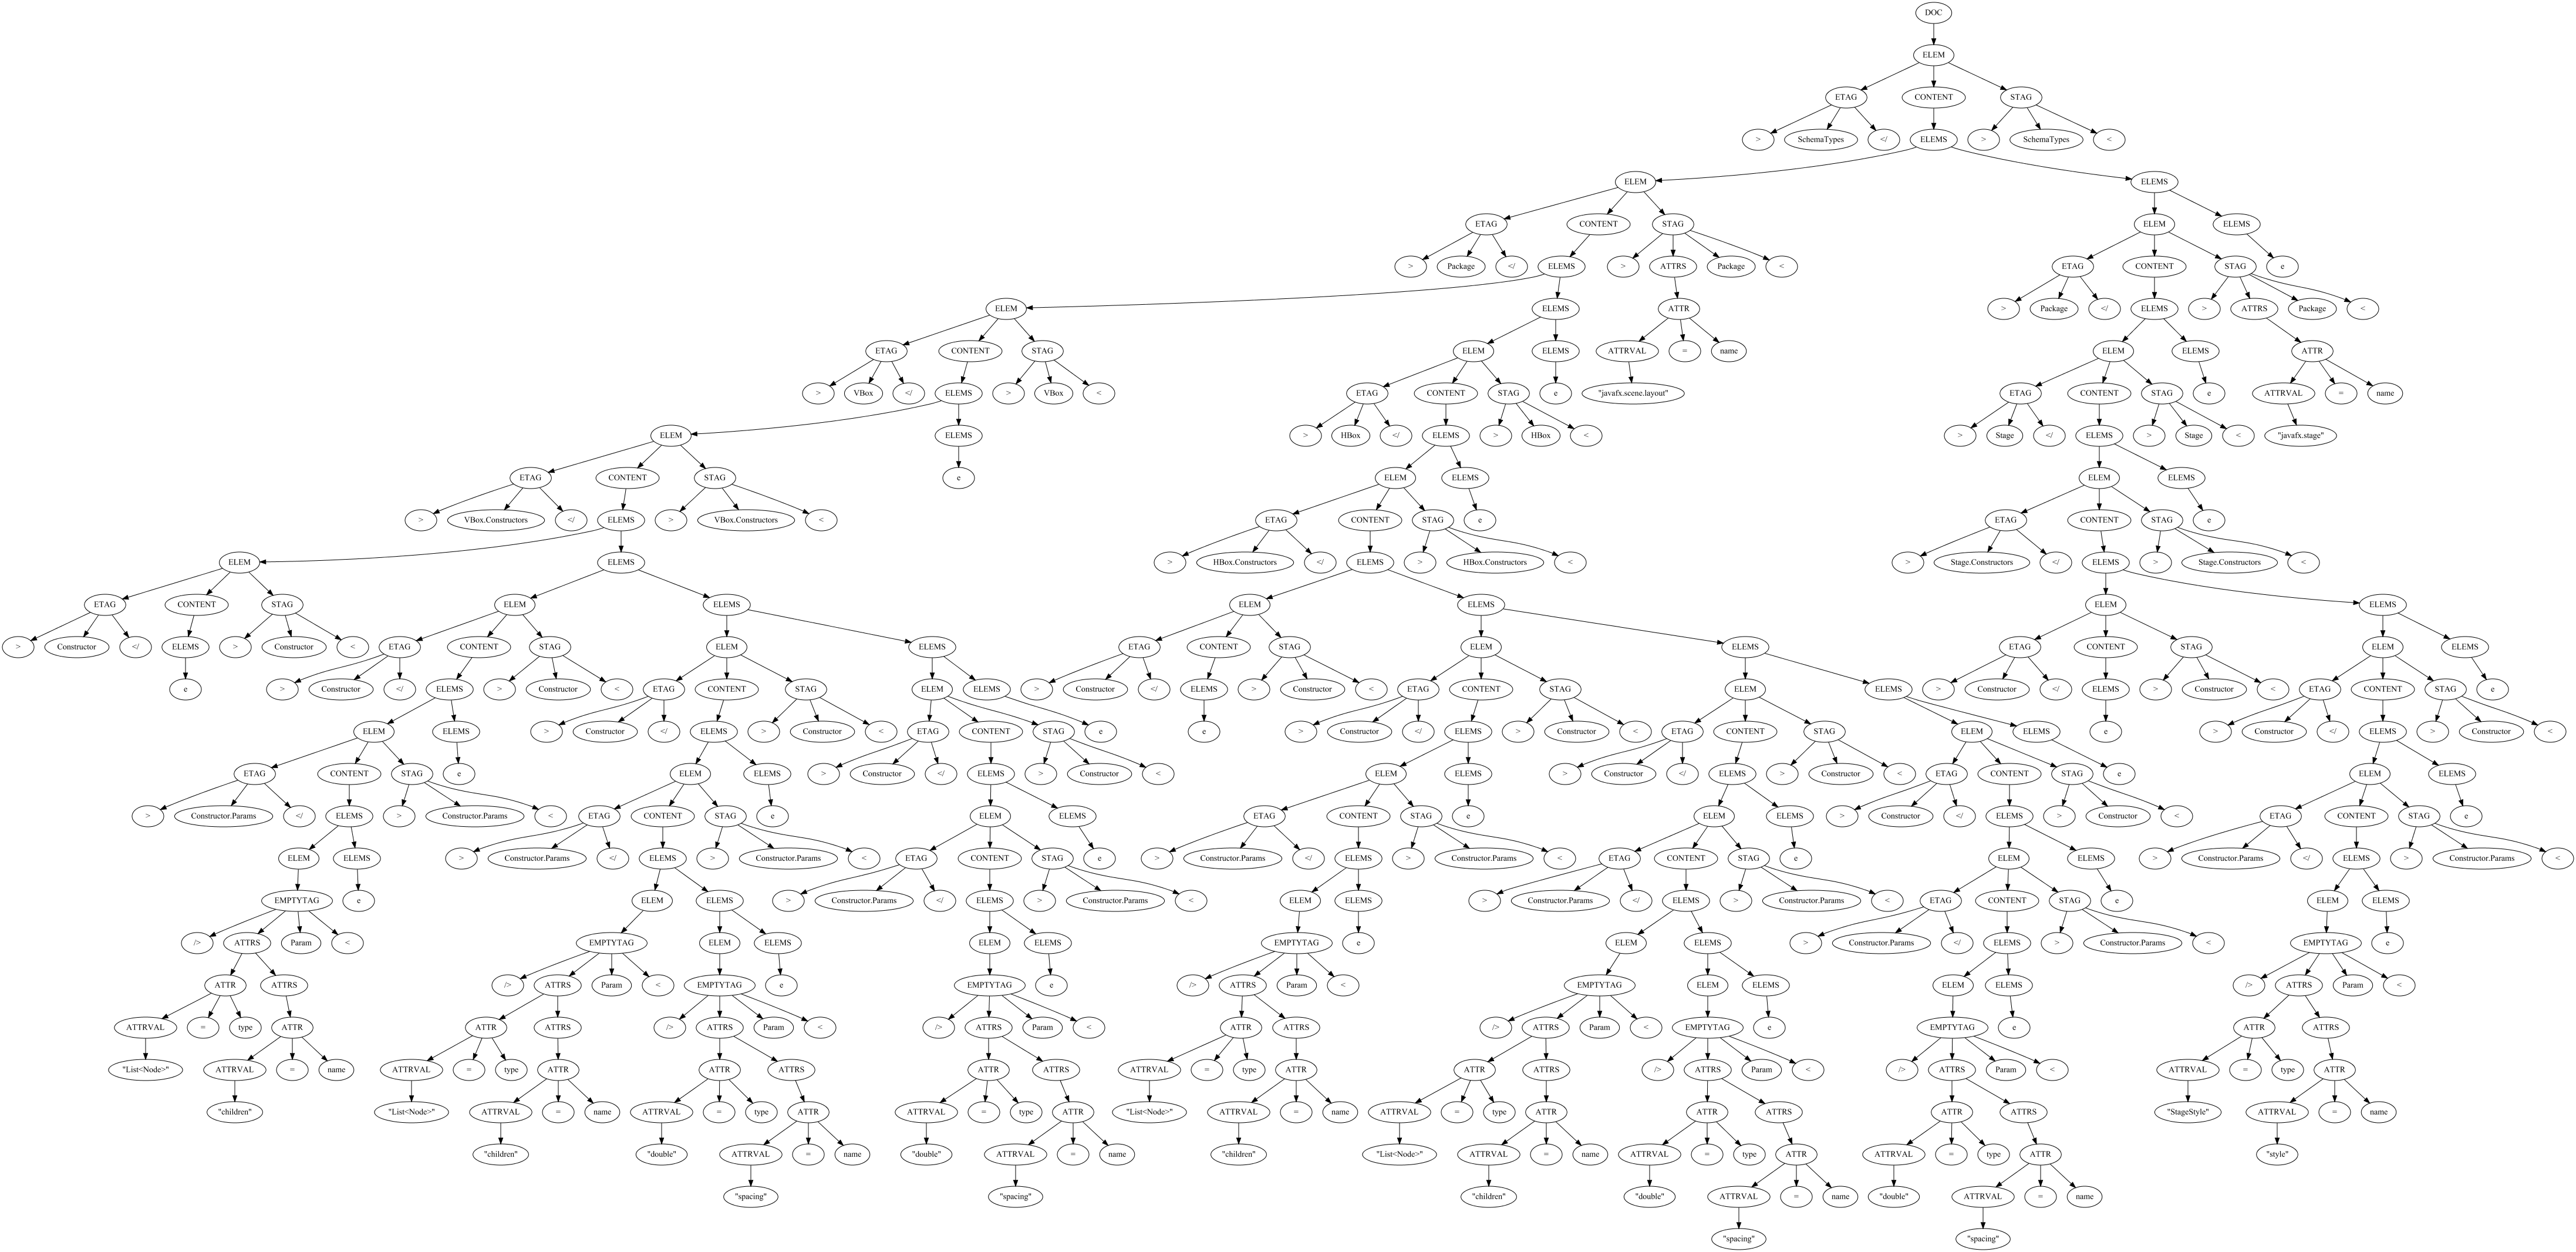 DOC
ELEM
ETAG CONTENT STAG
> SchemaTypes </ ELEMS > SchemaTypes <
ELEM ELEMS
ETAG CONTENT STAG ELEM ELEMS
> Package </ ELEMS > ATTRS Package < ETAG CONTENT STAG e
ELEM ELEMS ATTR > Package </ ELEMS > ATTRS Package <
ETAG CONTENT STAG ELEM ELEMS ATTRVAL = name ELEM ELEMS ATTR
> VBox </ ELEMS > VBox < ETAG CONTENT STAG e "javafx.scene.layout" ETAG CONTENT STAG e ATTRVAL = name
ELEM ELEMS > HBox </ ELEMS > HBox < > Stage </ ELEMS > Stage < "javafx.stage"
ETAG CONTENT STAG e ELEM ELEMS ELEM ELEMS
> VBox.Constructors </ ELEMS > VBox.Constructors < ETAG CONTENT STAG e ETAG CONTENT STAG e
ELEM ELEMS > HBox.Constructors </ ELEMS > HBox.Constructors < > Stage.Constructors </ ELEMS > Stage.Constructors <
ETAG CONTENT STAG ELEM ELEMS ELEM ELEMS ELEM ELEMS
> Constructor </ ELEMS > Constructor < ETAG CONTENT STAG ELEM ELEMS ETAG CONTENT STAG ELEM ELEMS ETAG CONTENT STAG ELEM ELEMS
e > Constructor </ ELEMS > Constructor < ETAG CONTENT STAG ELEM ELEMS > Constructor </ ELEMS > Constructor < ETAG CONTENT STAG ELEM ELEMS > Constructor </ ELEMS > Constructor < ETAG CONTENT STAG e
ELEM ELEMS > Constructor </ ELEMS > Constructor < ETAG CONTENT STAG e e > Constructor </ ELEMS > Constructor < ETAG CONTENT STAG ELEM ELEMS e > Constructor </ ELEMS > Constructor <
ETAG CONTENT STAG e ELEM ELEMS > Constructor </ ELEMS > Constructor < ELEM ELEMS > Constructor </ ELEMS > Constructor < ETAG CONTENT STAG e ELEM ELEMS
> Constructor.Params </ ELEMS > Constructor.Params < ETAG CONTENT STAG e ELEM ELEMS ETAG CONTENT STAG e ELEM ELEMS > Constructor </ ELEMS > Constructor < ETAG CONTENT STAG e
ELEM ELEMS > Constructor.Params </ ELEMS > Constructor.Params < ETAG CONTENT STAG e > Constructor.Params </ ELEMS > Constructor.Params < ETAG CONTENT STAG e ELEM ELEMS > Constructor.Params </ ELEMS > Constructor.Params <
EMPTYTAG e ELEM ELEMS > Constructor.Params </ ELEMS > Constructor.Params < ELEM ELEMS > Constructor.Params </ ELEMS > Constructor.Params < ETAG CONTENT STAG e ELEM ELEMS
/> ATTRS Param < EMPTYTAG ELEM ELEMS ELEM ELEMS EMPTYTAG e ELEM ELEMS > Constructor.Params </ ELEMS > Constructor.Params < EMPTYTAG e
ATTR ATTRS /> ATTRS Param < EMPTYTAG e EMPTYTAG e /> ATTRS Param < EMPTYTAG ELEM ELEMS ELEM ELEMS /> ATTRS Param <
ATTRVAL = type ATTR ATTR ATTRS /> ATTRS Param < /> ATTRS Param < ATTR ATTRS /> ATTRS Param < EMPTYTAG e EMPTYTAG e ATTR ATTRS
"List<Node>" ATTRVAL = name ATTRVAL = type ATTR ATTR ATTRS ATTR ATTRS ATTRVAL = type ATTR ATTR ATTRS /> ATTRS Param < /> ATTRS Param < ATTRVAL = type ATTR
"children" "List<Node>" ATTRVAL = name ATTRVAL = type ATTR ATTRVAL = type ATTR "List<Node>" ATTRVAL = name ATTRVAL = type ATTR ATTR ATTRS ATTR ATTRS "StageStyle" ATTRVAL = name
"children" "double" ATTRVAL = name "double" ATTRVAL = name "children" "List<Node>" ATTRVAL = name ATTRVAL = type ATTR ATTRVAL = type ATTR "style"
"spacing" "spacing" "children" "double" ATTRVAL = name "double" ATTRVAL = name
"spacing" "spacing"